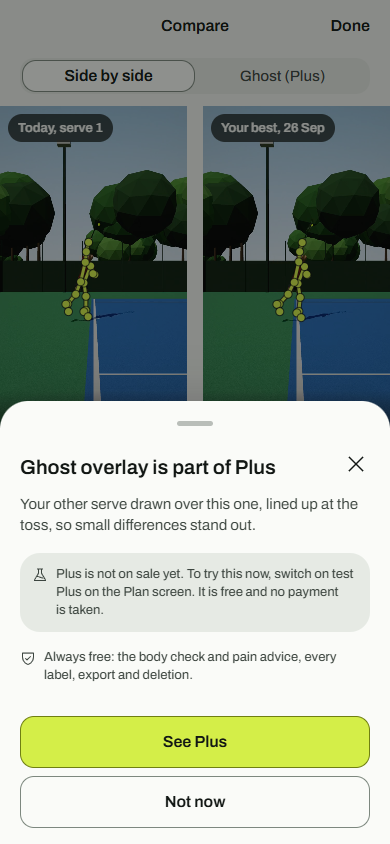 Compare
Done
Side by side
Ghost (Plus)
Today, serve 1
Your best, 26 Sep
Ghost overlay is part of Plus
Your other serve drawn over this one, lined up at the
toss, so small differences stand out.
Plus is not on sale yet. To try this now, switch on test
Plus on the Plan screen. It is free and no payment
is taken.
Always free: the body check and pain advice, every
label, export and deletion.
See Plus
Not now